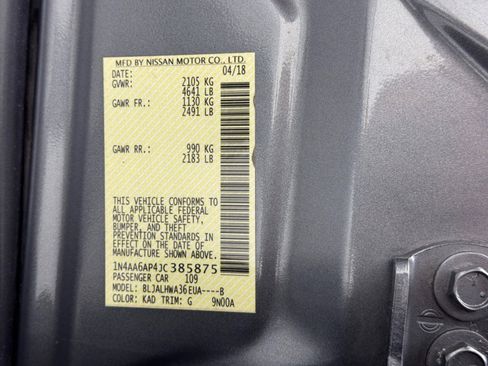 MFD BY NISSAN MOTOR CO., LTD.
DATE: 04/18
GVWR: 2105 KG
4641 LB
GAWR FR.: 1130 KG
2491 LB
GAWR RR.: 990 KG
2183 LB
THIS VEHICLE CONFORMS TO
ALL APPLICABLE FEDERAL
MOTOR VEHICLE SAFETY,
BUMPER, AND THEFT
PREVENTION STANDARDS IN
EFFECT ON THE DATE OF
MANUFACTURE SHOWN ABOVE.
1N4AA6AP4JC385875
PASSENGER CAR 109
MODEL: BLJALHWA36EUA----B
COLOR: KAD TRIM: G 9N00A